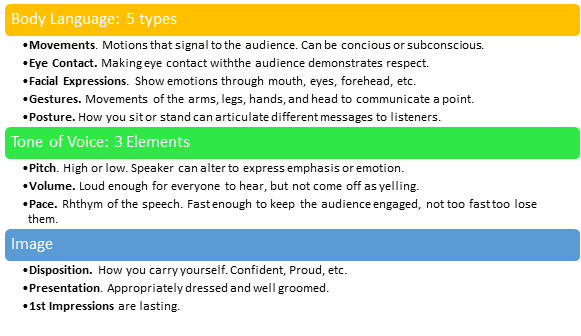 Body Language: 5 types
•Movements. Motions that signal to the audience. Can be concious or subconscious.
•Eye Contact. Making eye contact withthe audience demonstrates respect.
•Facial Expressions. Show emotions through mouth, eyes, forehead, etc.
•Gestures. Movements of the arms, legs, hands, and head to communicate a point.
•Posture. How you sit or stand can articulate different messages to listeners.
Tone of Voice: 3 Elements
•Pitch. High or low. Speaker can alter to express emphasis or emotion.
•Volume. Loud enough for everyone to hear, but not come off as yelling.
•Pace. Rhthym of the speech. Fast enough to keep the audience engaged, not too fast too lose
them.
Image
•Disposition. How you carry yourself. Confident, Proud, etc.
•Presentation. Appropriately dressed and well groomed.
•1st Impressions are lasting.